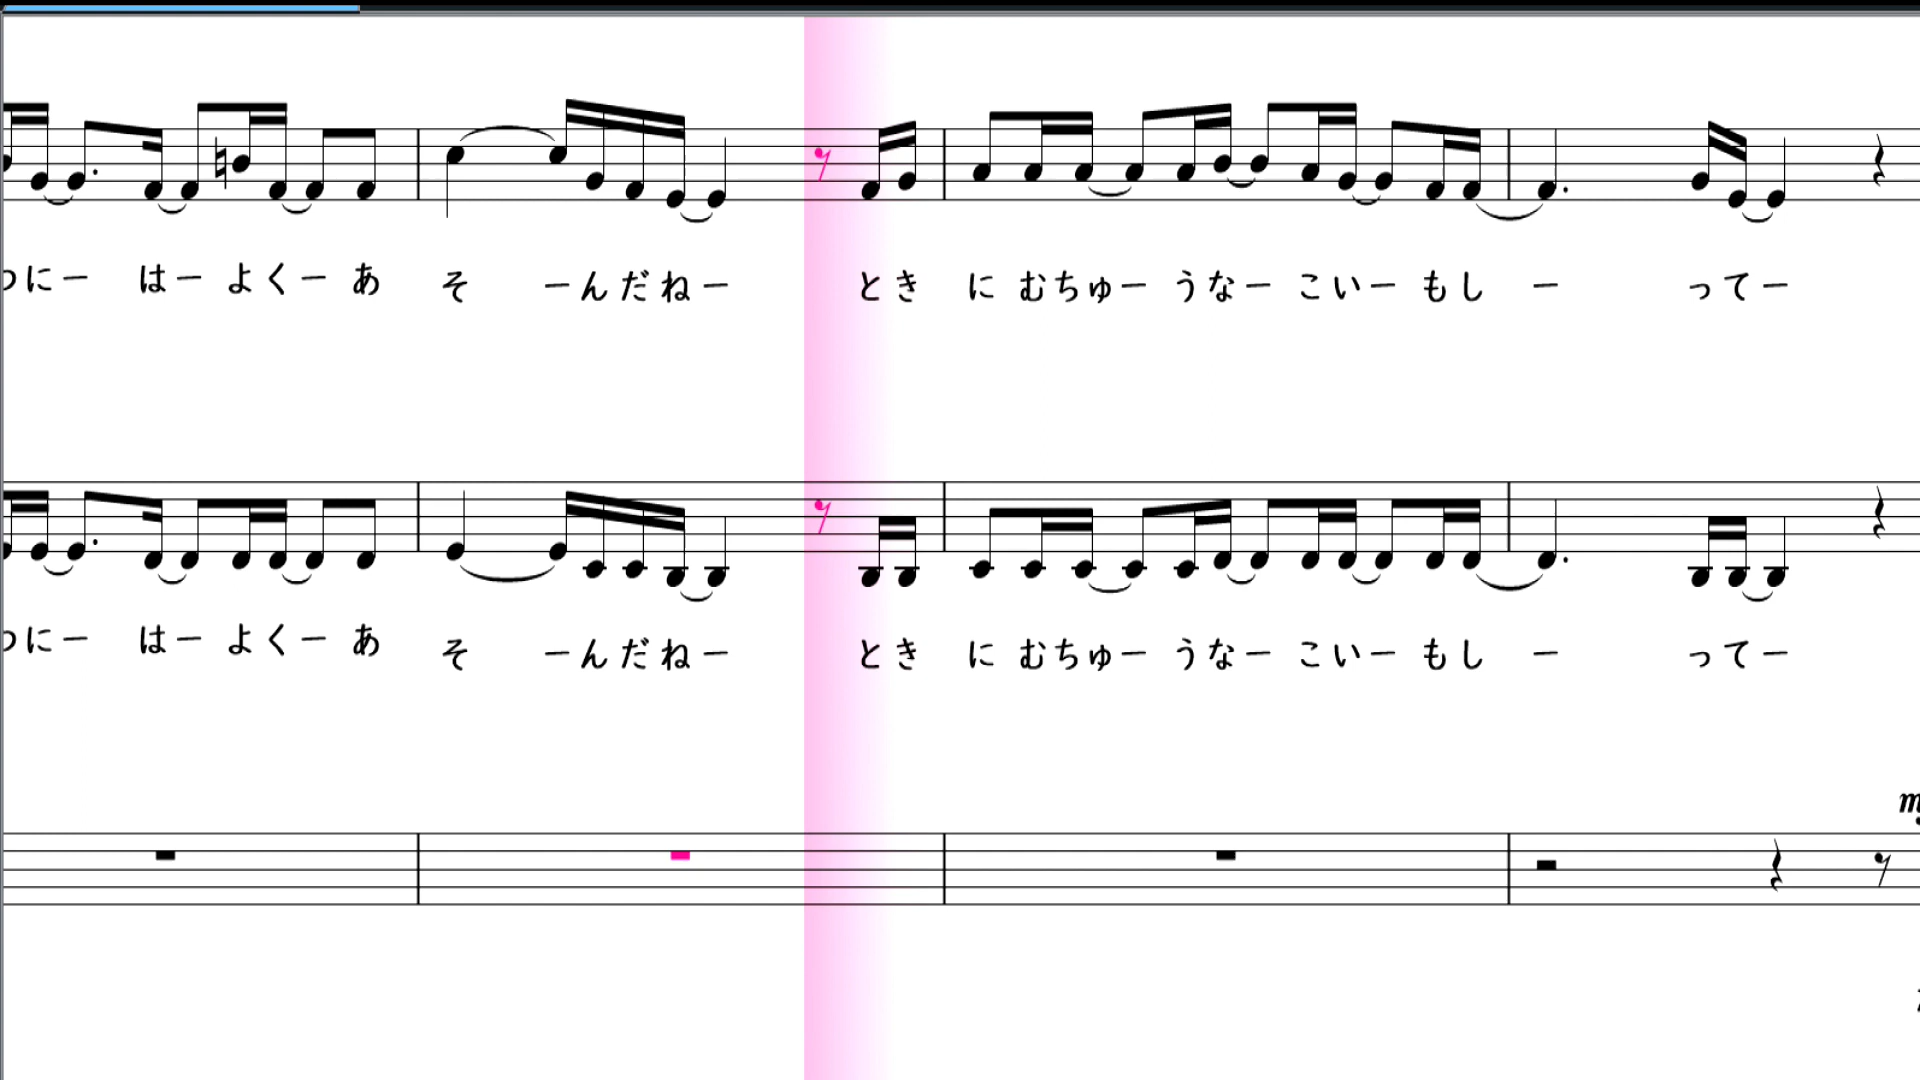 に ー は ー よ く ー あ そ ー ん だ ね ー と き に む ち ゅ ー う な ー こ い ー も し ー っ て ー
に ー は ー よ く ー あ そ ー ん だ ね ー と き に む ち ゅ ー う な ー こ い ー も し ー っ て ー